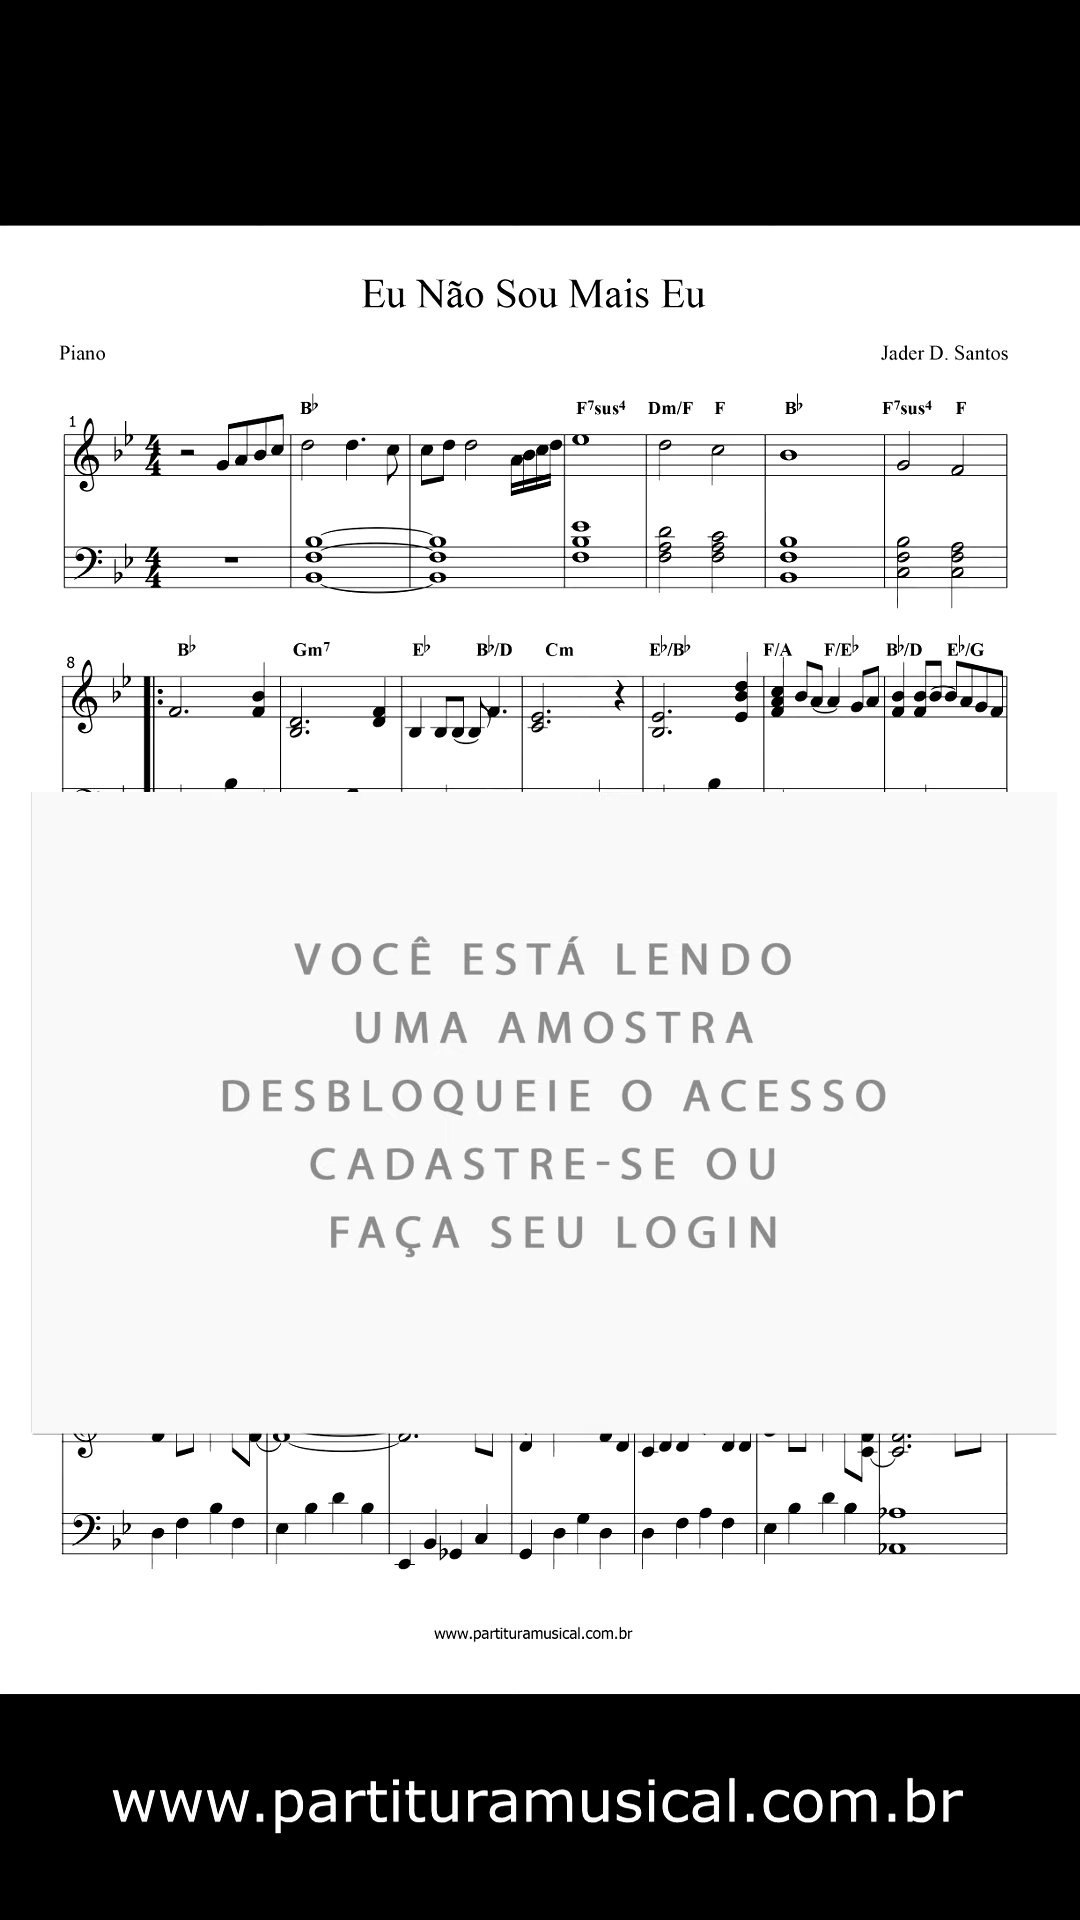 Eu Não Sou Mais Eu
Piano Jader D. Santos
1 B♭ F7sus4 Dm/F F B♭ F7sus4 F
8 B♭ Gm7 E♭ B♭/D Cm E♭/B♭ F/A F/E♭ B♭/D E♭/G
VOCÊ ESTÁ LENDO
UMA AMOSTRA
DESBLOQUEIE O ACESSO
CADASTRE-SE OU
FAÇA SEU LOGIN
www.partituramusical.com.br
www.partituramusical.com.br